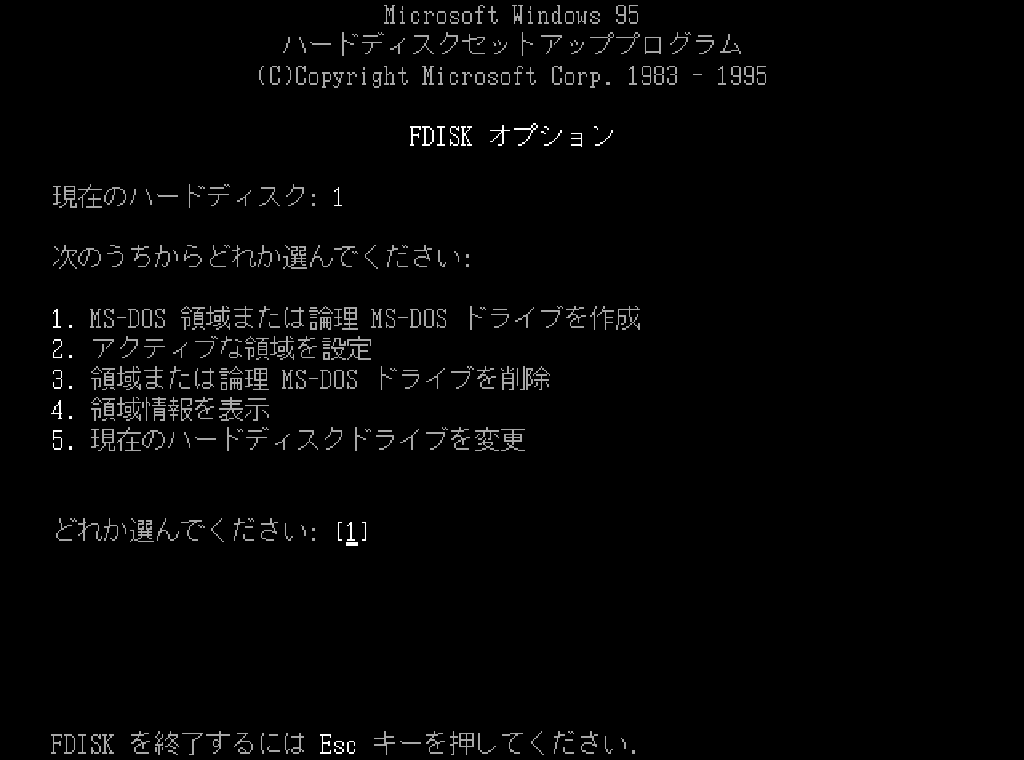 Microsoft Windows 95
ハードディスクセットアッププログラム
(C)Copyright Microsoft Corp. 1983 - 1995
FDISK オプション
現在のハードディスク: 1
次のうちからどれか選んでください:
1. MS-DOS 領域または論理 MS-DOS ドライブを作成
2. アクティブな領域を設定
3. 領域または論理 MS-DOS ドライブを削除
4. 領域情報を表示
5. 現在のハードディスクドライブを変更
どれか選んでください: [1]
FDISK を終了するには Esc キーを押してください.